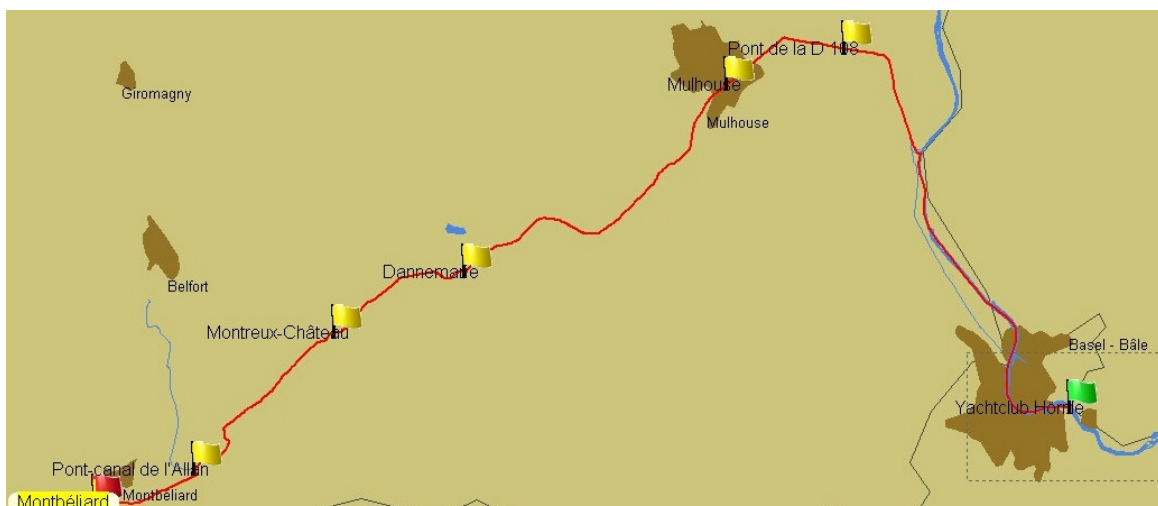 Pont de la D 108
Mulhouse
Giromagny
Mulhouse
Dannemarie
Belfort
Montreux-Château
Basel - Bâle
Yachtclub Hörnle
Pont-canal de l'Allan
Montbéliard
Montbéliard